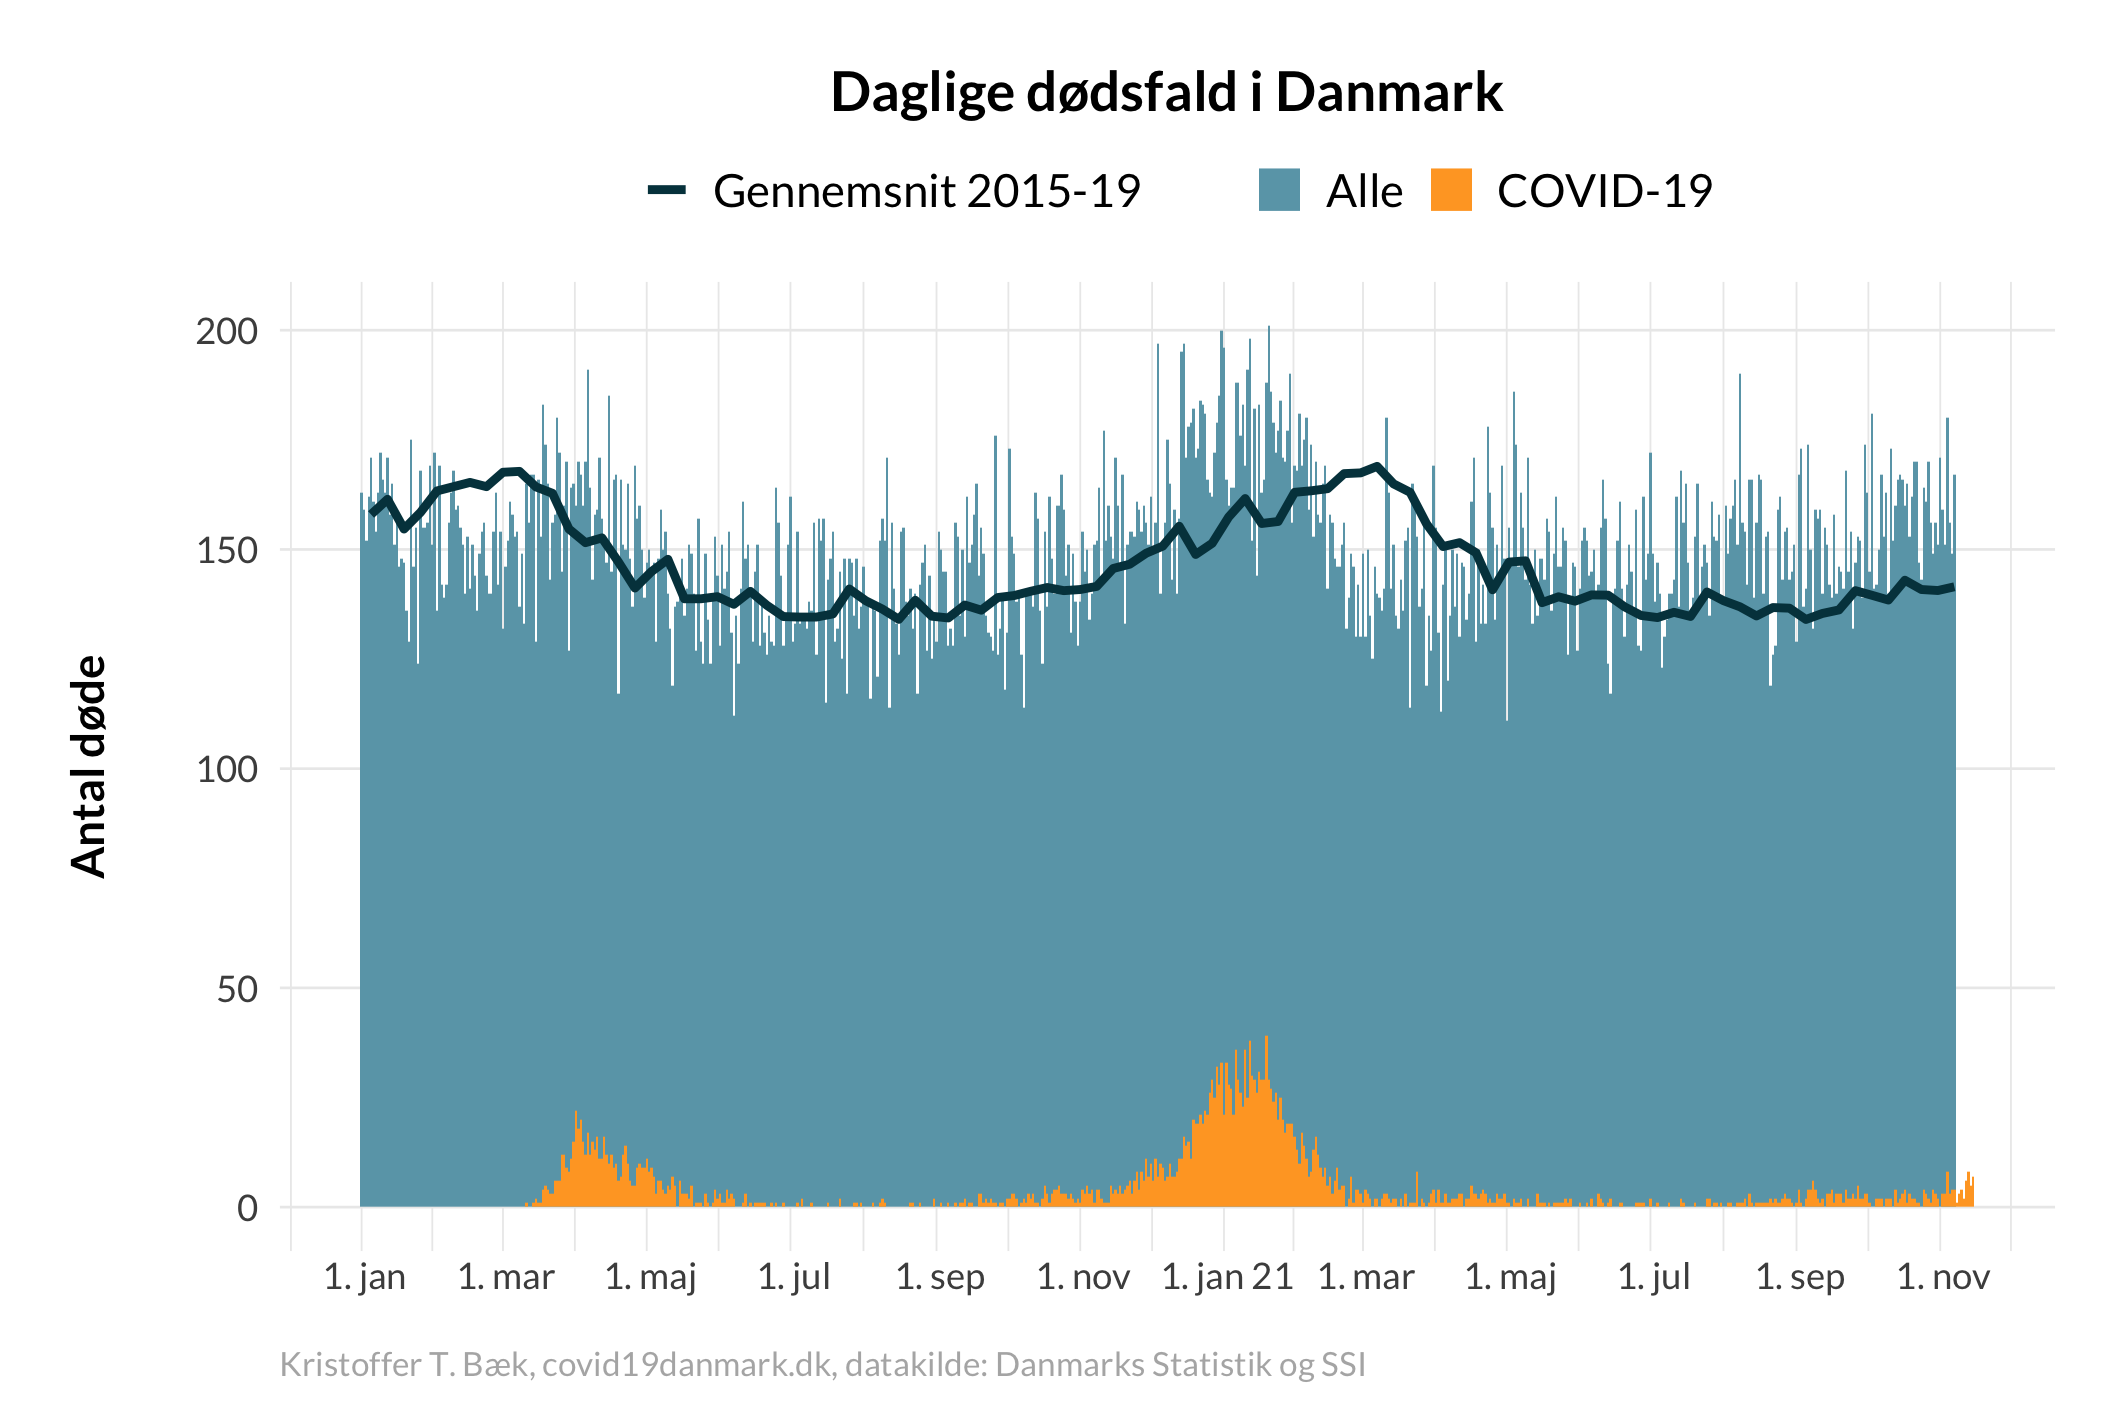 Daglige dødsfald i Danmark
Gennemsnit 2015-19 Alle COVID-19
Antal døde
200
150
100
50
0
1. jan 1. mar 1. maj 1. jul 1. sep 1. nov 1. jan 21 1. mar 1. maj 1. jul 1. sep 1. nov
Kristoffer T. Bæk, covid19danmark.dk, datakilde: Danmarks Statistik og SSI